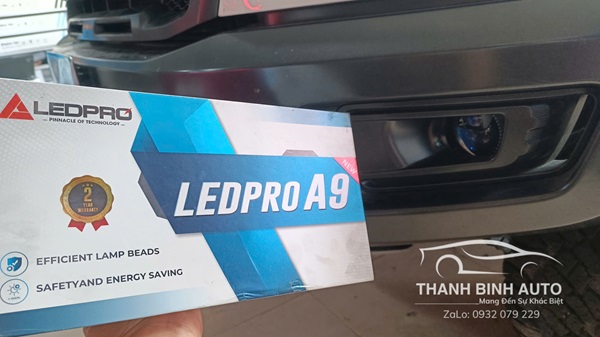 LEDPRO
PINNACLE OF TECHNOLOGY
LEDPRO A9
NEW
2
YEAR
WARRANTY
EFFICIENT LAMP BEADS
SAFETYAND ENERGY SAVING
THANH BINH AUTO
Mang Đến Sự Khác Biệt
ZaLo: 0932 079 229